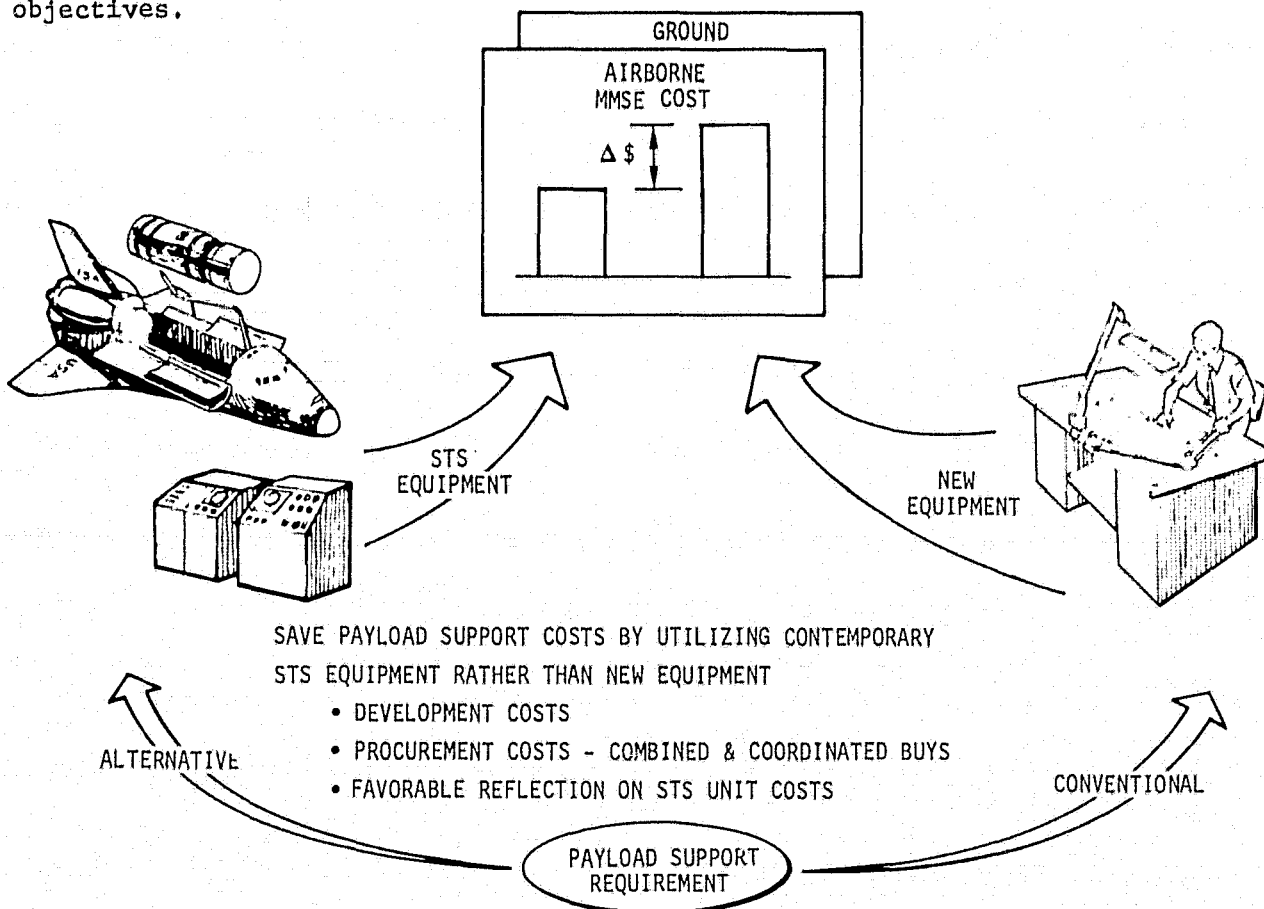 objectives.
GROUND
AIRBORNE
MMSE COST
Δ $
STS
EQUIPMENT
NEW
EQUIPMENT
SAVE PAYLOAD SUPPORT COSTS BY UTILIZING CONTEMPORARY
STS EQUIPMENT RATHER THAN NEW EQUIPMENT
• DEVELOPMENT COSTS
• PROCUREMENT COSTS - COMBINED & COORDINATED BUYS
• FAVORABLE REFLECTION ON STS UNIT COSTS
ALTERNATIVE
CONVENTIONAL
PAYLOAD SUPPORT
REQUIREMENT